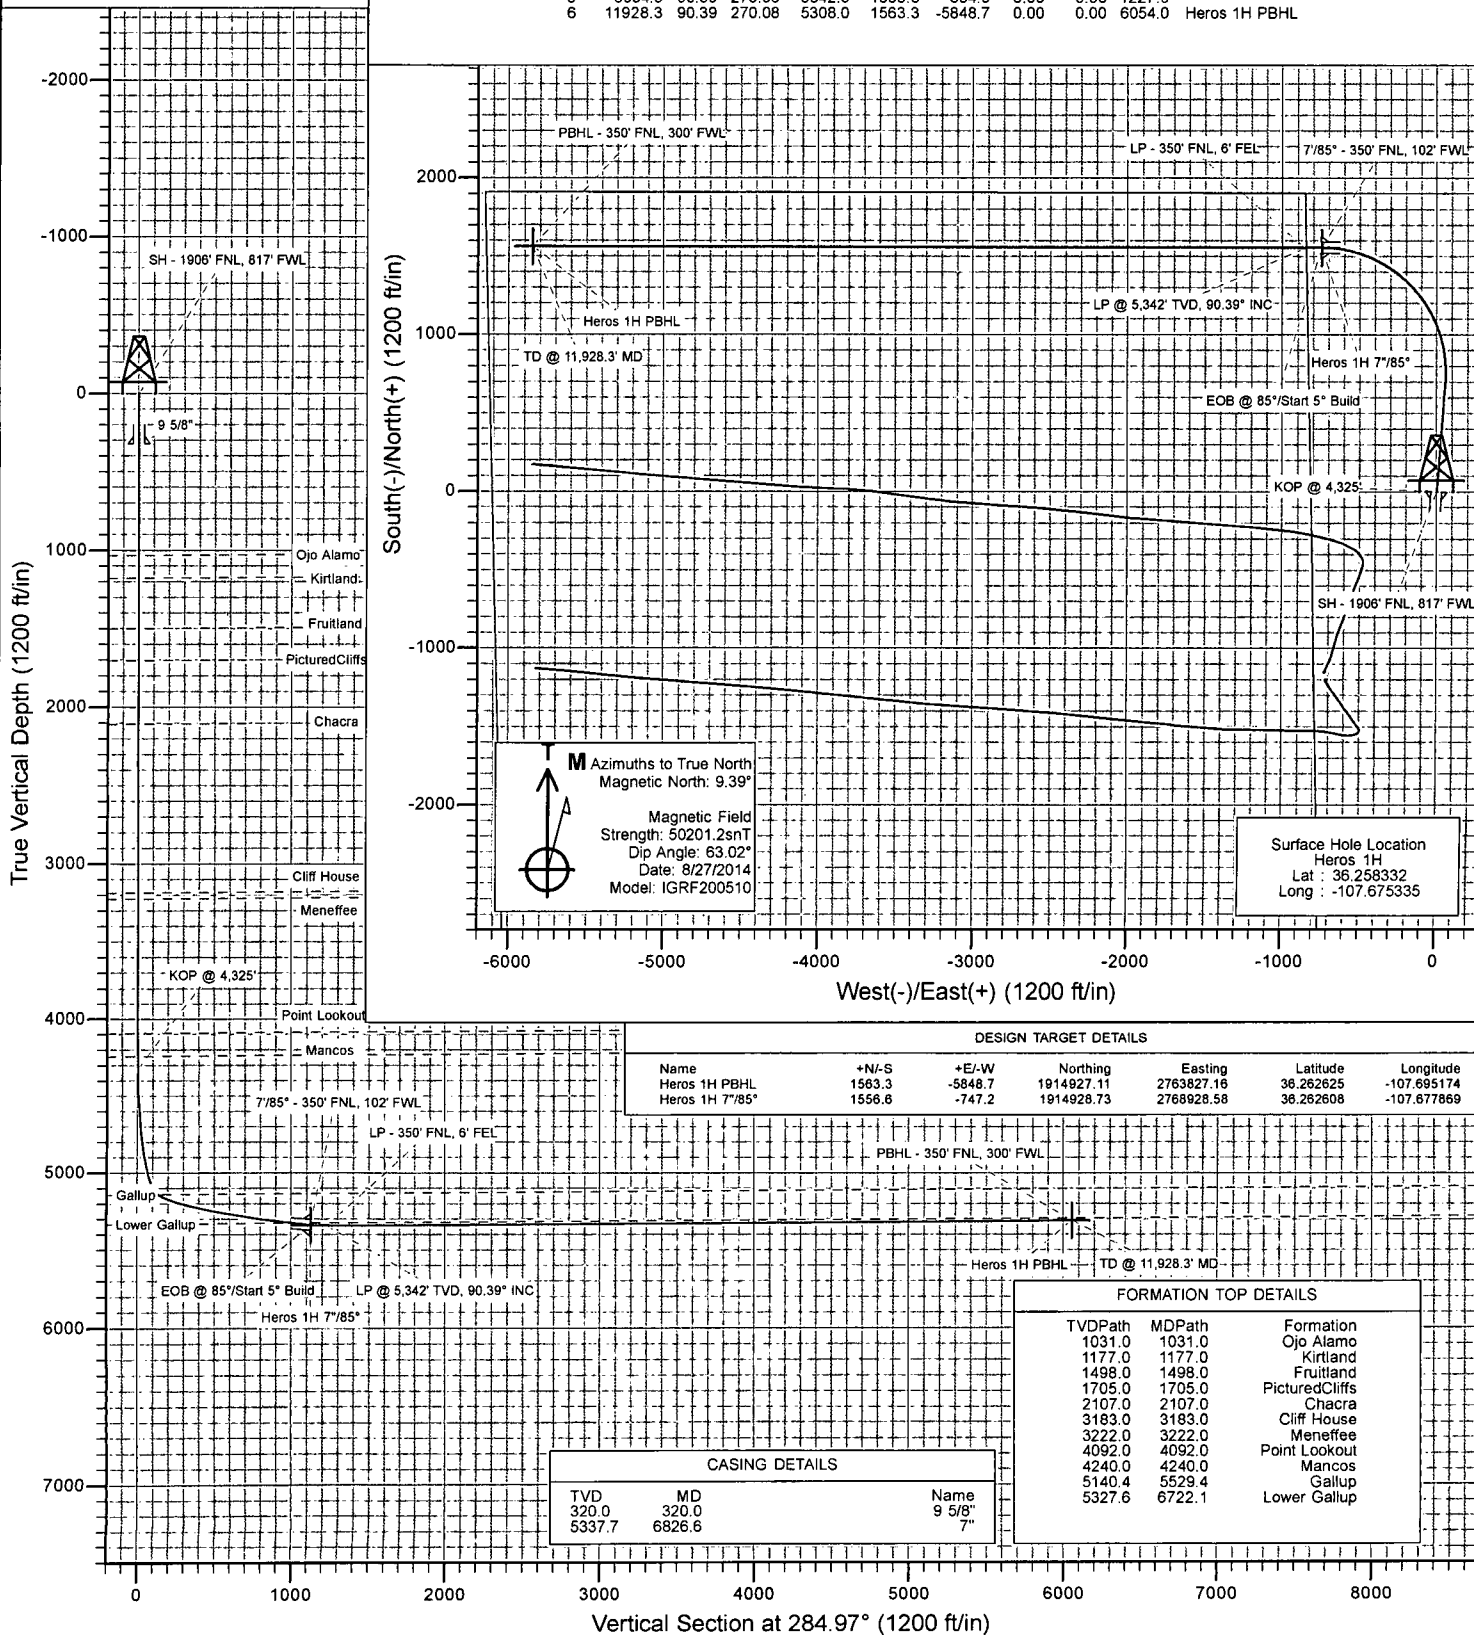 6 11928.3 90.39 270.08 5308.0 1563.3 -5848.7 0.00 0.00 6054.0 Heros 1H PBHL
-2000
-1000
0
1000
2000
3000
4000
5000
6000
7000
True Vertical Depth (1200 ft/in)
SH - 1906' FNL, 817' FWL
9 5/8"
Ojo Alamo
Kirtland
Fruitland
PicturedCliffs
Chacra
Cliff House
Meneffee
KOP @ 4,325'
Point Lookout
Mancos
7'/85° - 350' FNL, 102' FWL
LP - 350' FNL, 6' FEL
PBHL - 350' FNL, 300' FWL
Gallup
Lower Gallup
EOB @ 85°/Start 5° Build
LP @ 5,342' TVD, 90.39° INC
Heros 1H 7"/85°
Heros 1H PBHL
TD @ 11,928.3' MD
0 1000 2000 3000 4000 5000 6000 7000 8000
Vertical Section at 284.97° (1200 ft/in)
South(-)/North(+) (1200 ft/in)
2000
1000
0
-1000
-2000
PBHL - 350' FNL, 300' FWL
LP - 350' FNL, 6' FEL
7'/85° - 350' FNL, 102' FWL
Heros 1H PBHL
TD @ 11,928.3' MD
LP @ 5,342' TVD, 90.39° INC
Heros 1H 7"/85°
EOB @ 85°/Start 5° Build
KOP @ 4,325'
SH - 1906' FNL, 817' FWL
T
M Azimuths to True North
Magnetic North: 9.39°
Magnetic Field
Strength: 50201.2snT
Dip Angle: 63.02°
Date: 8/27/2014
Model: IGRF200510
Surface Hole Location
Heros 1H
Lat : 36.258332
Long : -107.675335
-6000 -5000 -4000 -3000 -2000 -1000 0
West(-)/East(+) (1200 ft/in)
DESIGN TARGET DETAILS
Name +N/-S +E/-W Northing Easting Latitude Longitude
Heros 1H PBHL 1563.3 -5848.7 1914927.11 2763827.16 36.262625 -107.695174
Heros 1H 7"/85° 1556.6 -747.2 1914928.73 2768928.58 36.262608 -107.677869
FORMATION TOP DETAILS
TVDPath MDPath Formation
1031.0 1031.0 Ojo Alamo
1177.0 1177.0 Kirtland
1498.0 1498.0 Fruitland
1705.0 1705.0 PicturedCliffs
2107.0 2107.0 Chacra
3183.0 3183.0 Cliff House
3222.0 3222.0 Meneffee
4092.0 4092.0 Point Lookout
4240.0 4240.0 Mancos
5140.4 5529.4 Gallup
5327.6 6722.1 Lower Gallup
CASING DETAILS
TVD MD Name
320.0 320.0 9 5/8"
5337.7 6826.6 7"